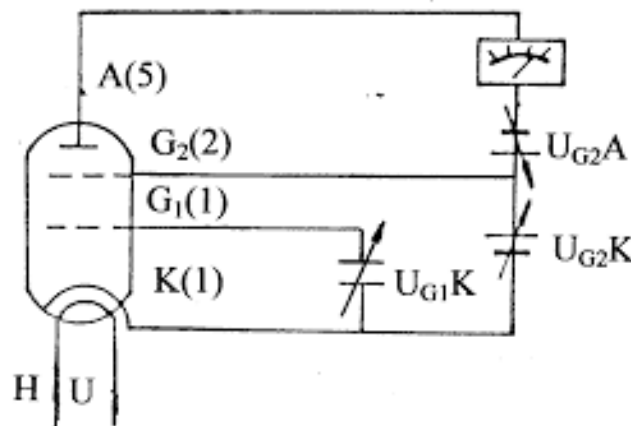 A(5)
G₂(2)
U_G2A
G₁(1)
U_G2K
K(1)
U_G1K
H U